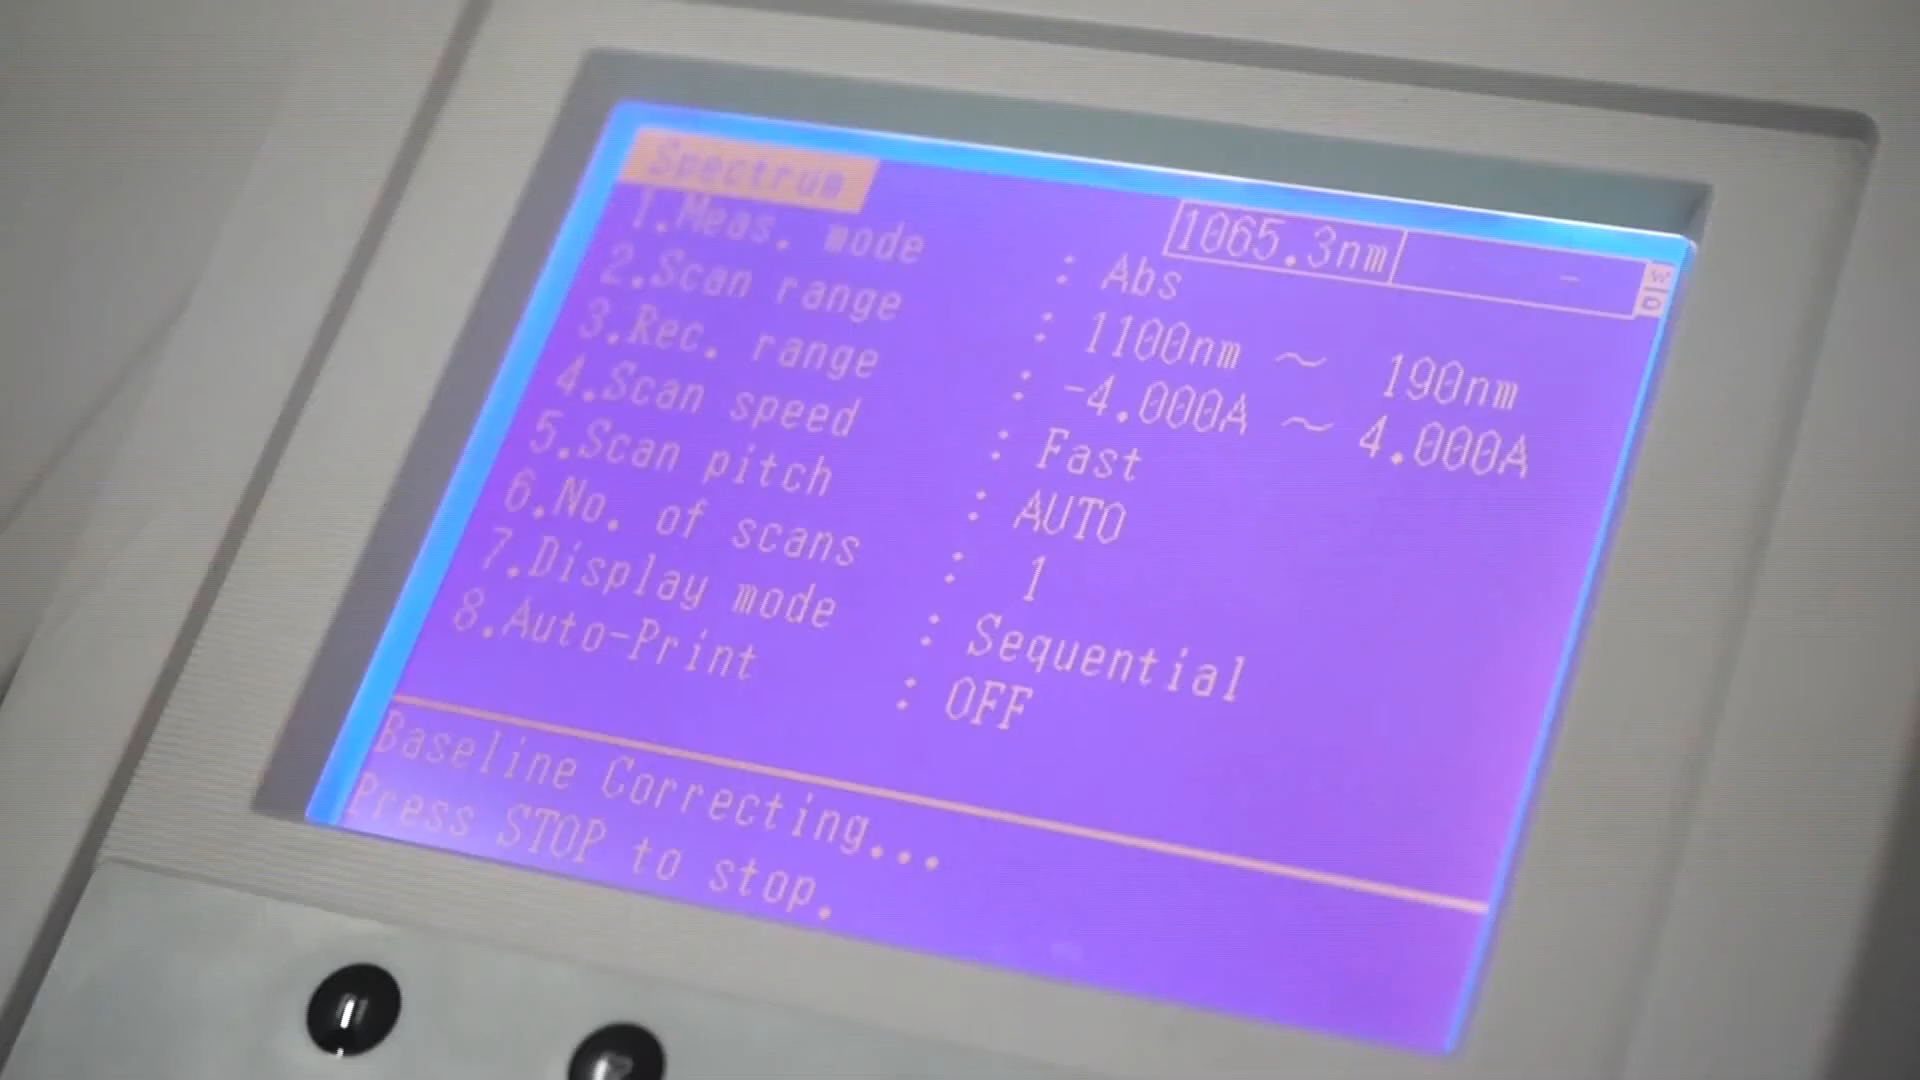 Spectrum
1065.3nm -
W
D
1.Meas. mode : Abs
2.Scan range : 1100nm ～ 190nm
3.Rec. range : -4.000A ～ 4.000A
4.Scan speed : Fast
5.Scan pitch : AUTO
6.No. of scans : 1
7.Display mode : Sequential
8.Auto-Print : OFF
Baseline Correcting...
Press STOP to stop.